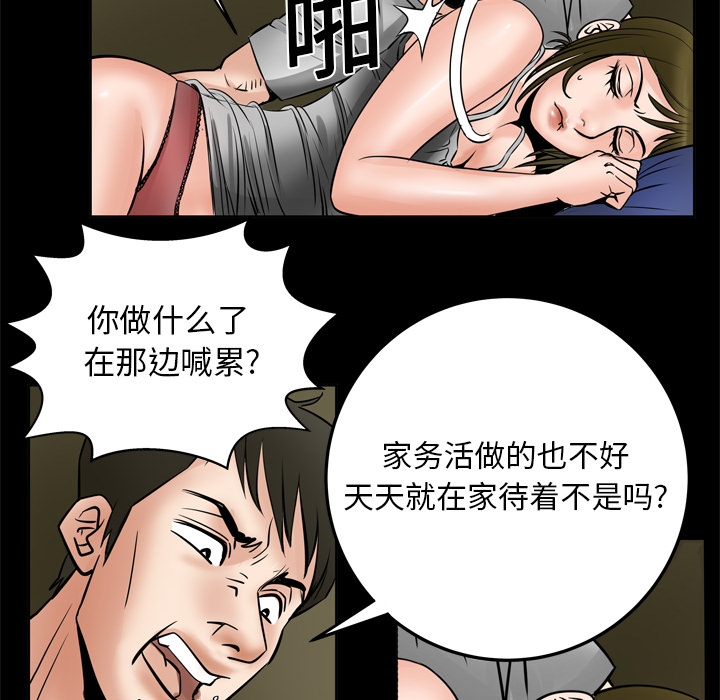 啪
你做什么了
在那边喊累?
家务活做的也不好
天天就在家待着不是吗?